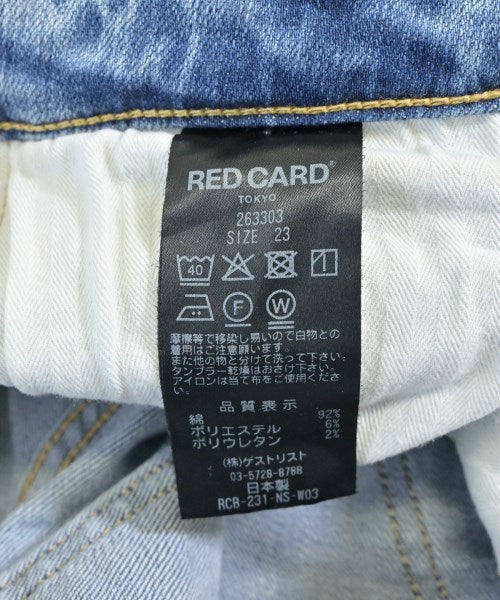 RED CARD®
TOKYO
263303
SIZE 23
40
F W
摩擦等で移染し易いので白物との
着用はご注意願います。
また他の物と分けて洗って下さい。
タンブラー乾燥はおさけ下さい。
アイロンは当て布をご使用くだ
さい。
品質表示
綿 92%
ポリエステル 6%
ポリウレタン 2%
(株)ゲストリスト
03-5728-8788
日本製
RCB-231-NS-W03